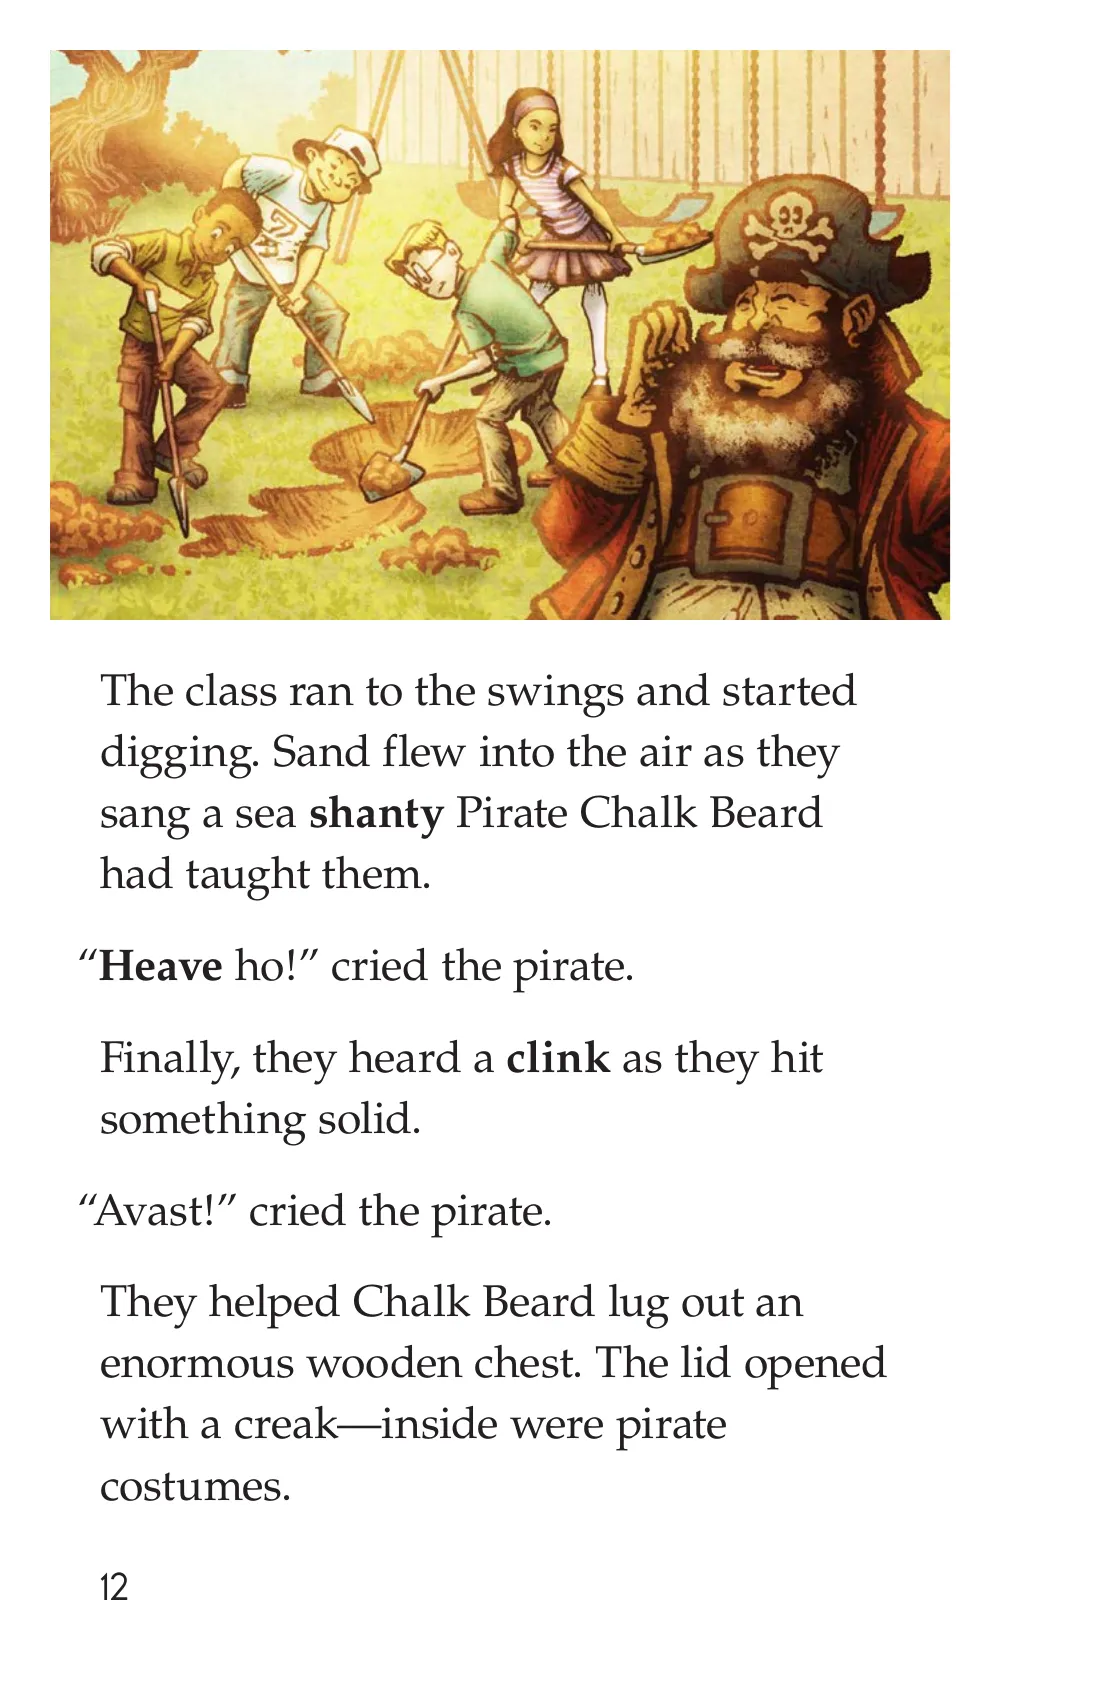 The class ran to the swings and started
digging. Sand flew into the air as they
sang a sea shanty Pirate Chalk Beard
had taught them.
“Heave ho!” cried the pirate.
Finally, they heard a clink as they hit
something solid.
“Avast!” cried the pirate.
They helped Chalk Beard lug out an
enormous wooden chest. The lid opened
with a creak—inside were pirate
costumes.
12